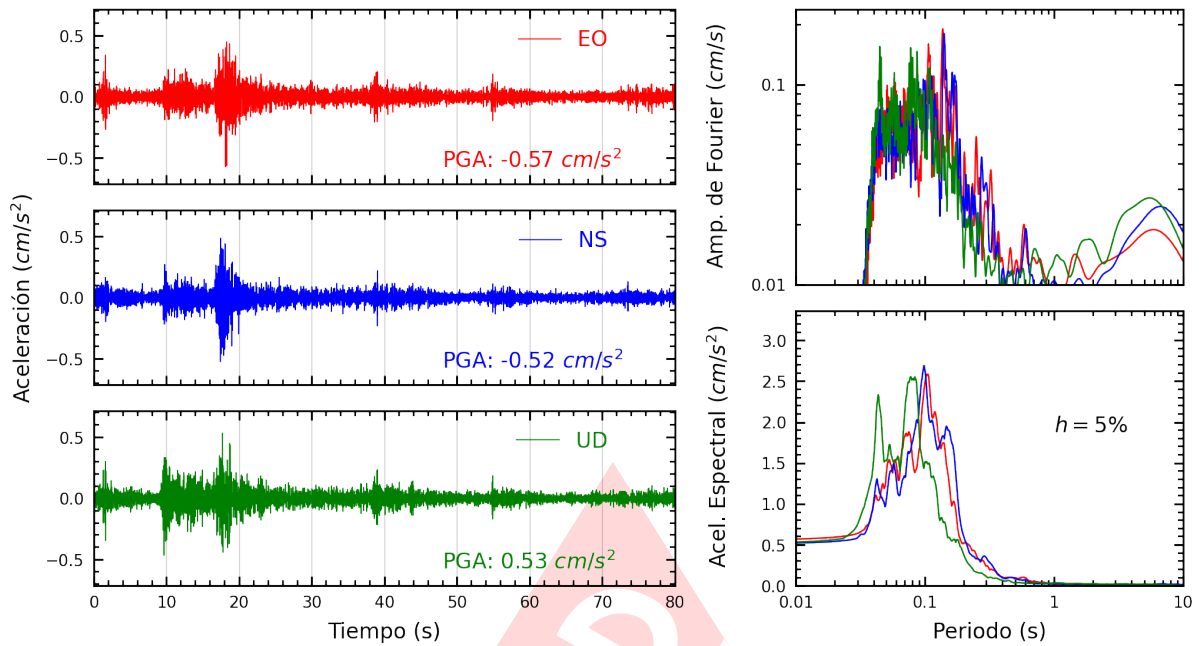 Aceleración (cm/s²)
0.5
0.0
−0.5
EO
PGA: -0.57 cm/s²
0.5
0.0
−0.5
NS
PGA: -0.52 cm/s²
0.5
0.0
−0.5
UD
PGA: 0.53 cm/s²
0 10 20 30 40 50 60 70 80
Tiempo (s)
Amp. de Fourier (cm/s)
0.1
0.01
Acel. Espectral (cm/s²)
3.0
2.5
2.0
1.5
1.0
0.5
0.0
h = 5%
0.01 0.1 1 10
Periodo (s)